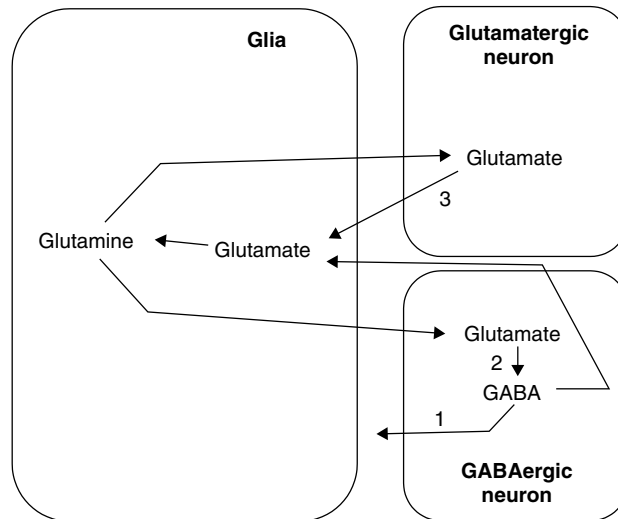 Glia
Glutamatergic
neuron
Glutamate
3
Glutamine
Glutamate
Glutamate
2
GABA
1
GABAergic
neuron